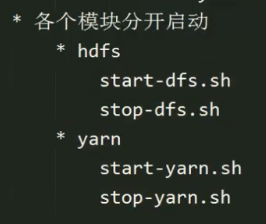 * 各个模块分开启动
* hdfs
start-dfs.sh
stop-dfs.sh
* yarn
start-yarn.sh
stop-yarn.sh